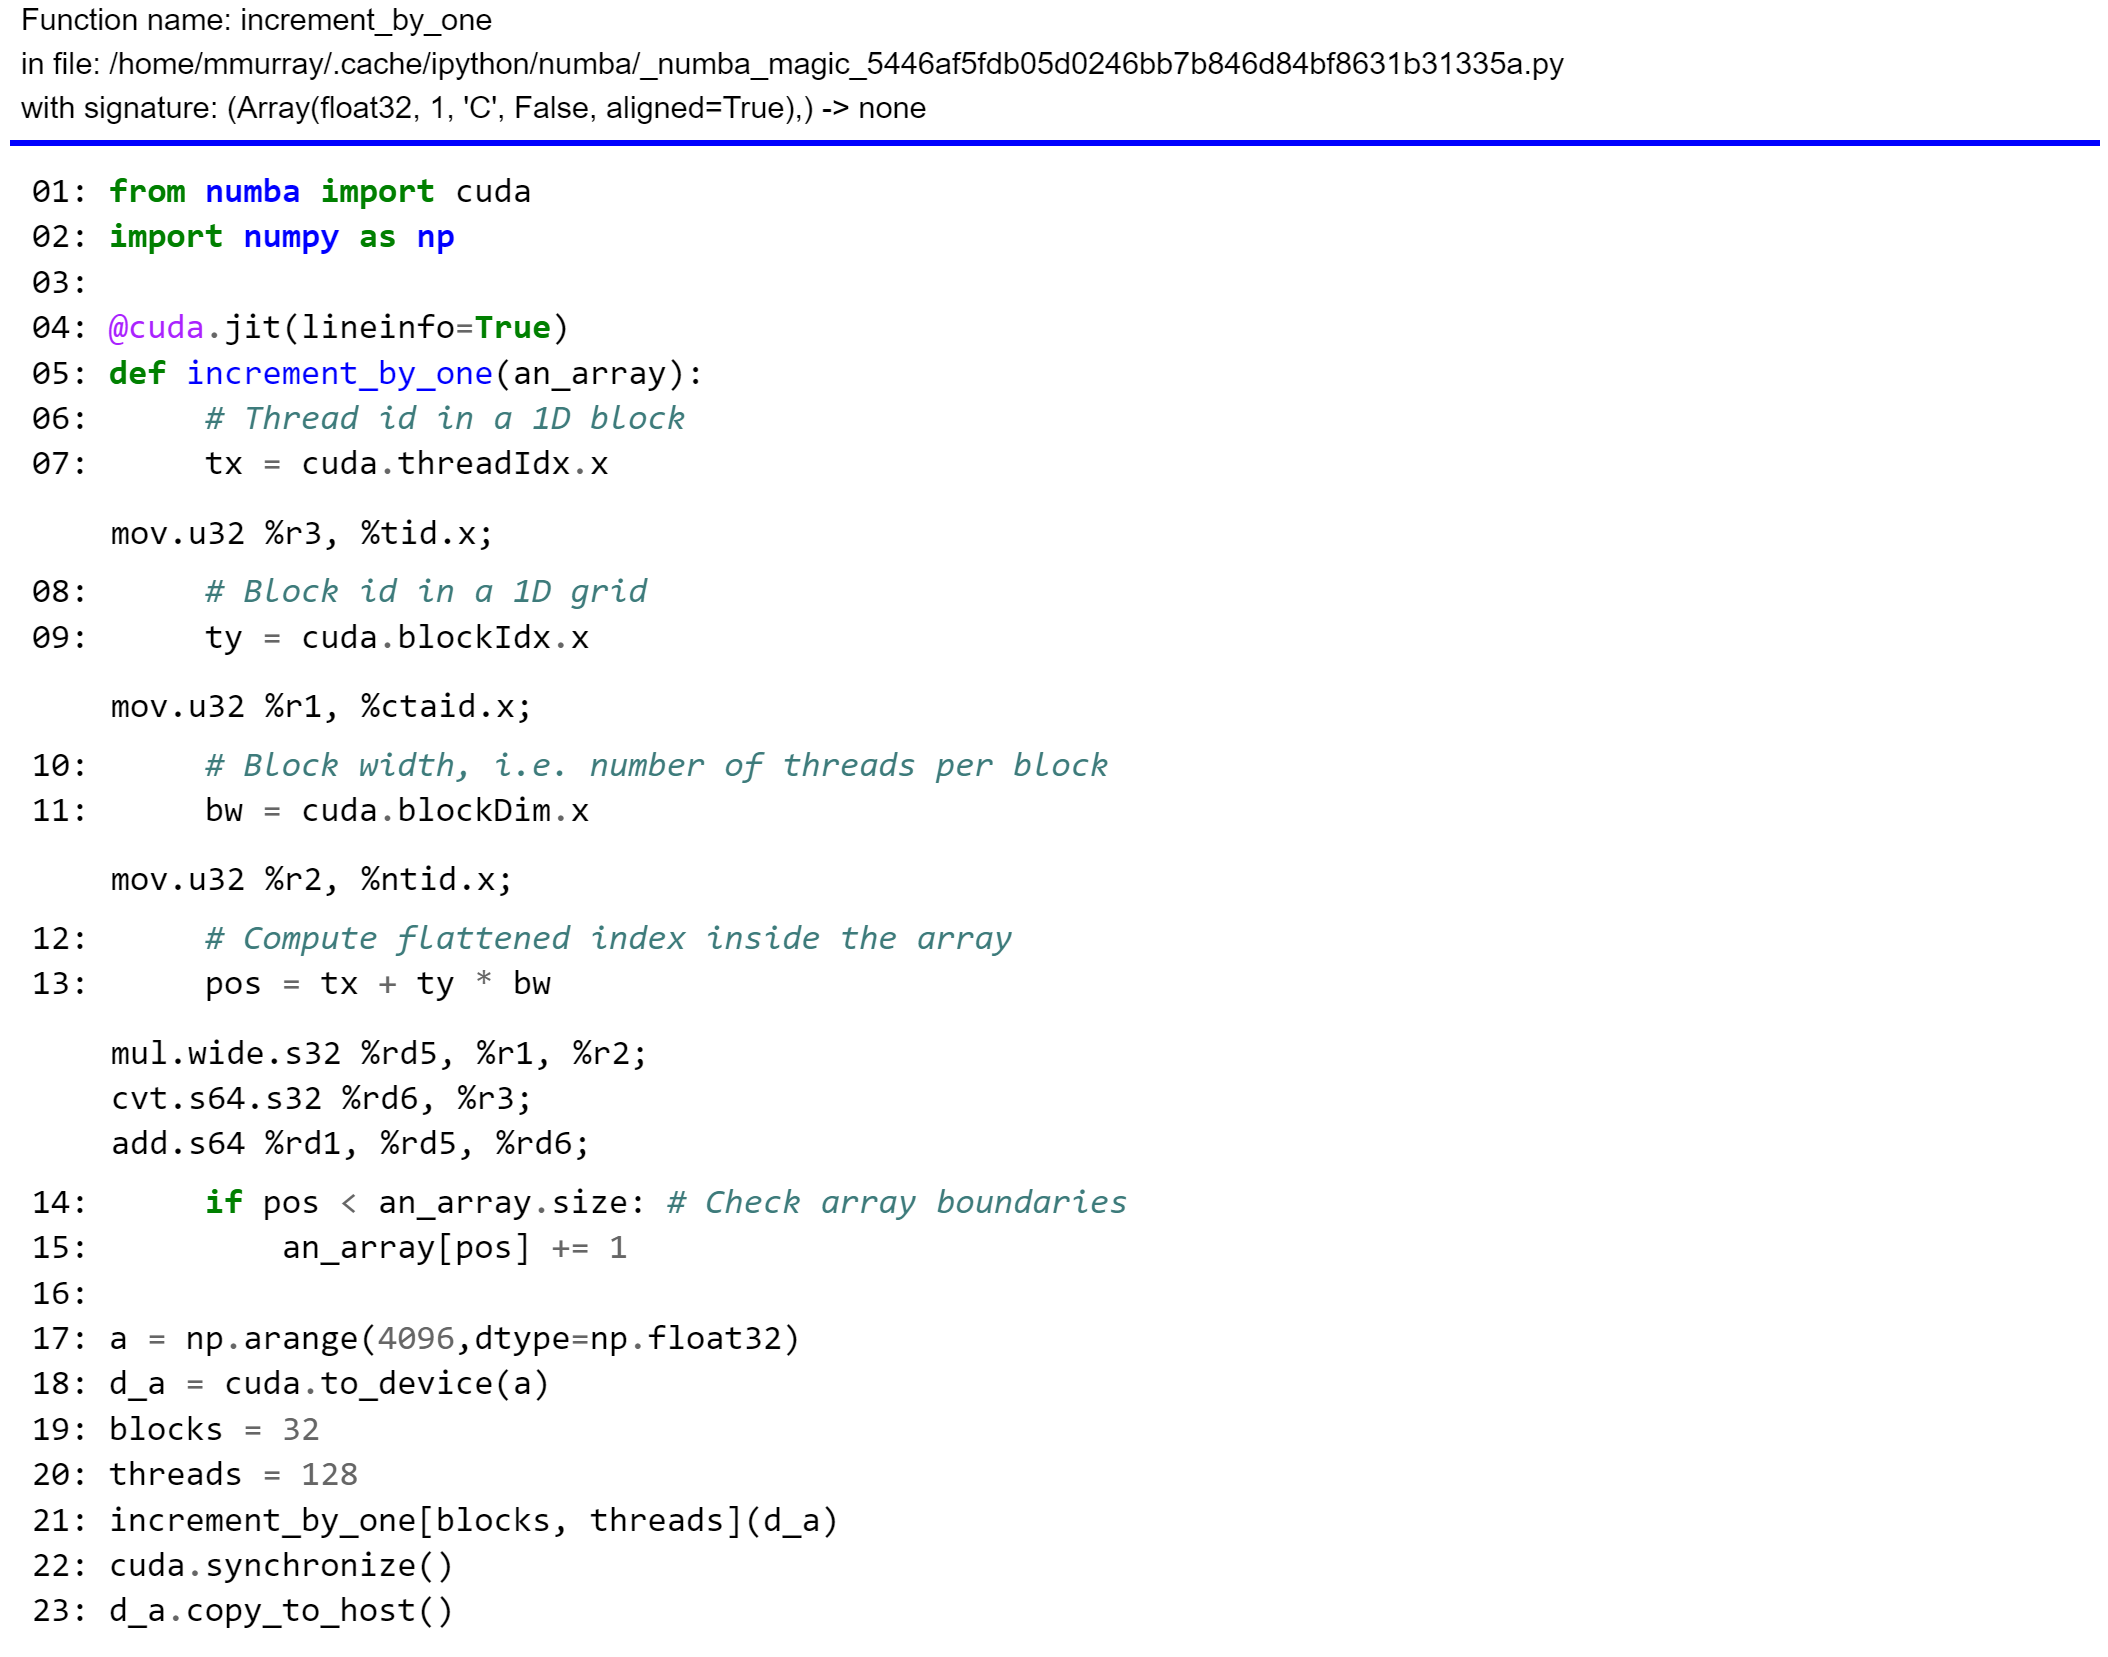 Function name: increment_by_one
in file: /home/mmurray/.cache/ipython/numba/_numba_magic_5446af5fdb05d0246bb7b846d84bf8631b31335a.py
with signature: (Array(float32, 1, 'C', False, aligned=True),) -> none
01: from numba import cuda
02: import numpy as np
03:
04: @cuda.jit(lineinfo=True)
05: def increment_by_one(an_array):
06:      # Thread id in a 1D block
07:      tx = cuda.threadIdx.x
mov.u32 %r3, %tid.x;
08:      # Block id in a 1D grid
09:      ty = cuda.blockIdx.x
mov.u32 %r1, %ctaid.x;
10:      # Block width, i.e. number of threads per block
11:      bw = cuda.blockDim.x
mov.u32 %r2, %ntid.x;
12:      # Compute flattened index inside the array
13:      pos = tx + ty * bw
mul.wide.s32 %rd5, %r1, %r2;
cvt.s64.s32 %rd6, %r3;
add.s64 %rd1, %rd5, %rd6;
14:      if pos < an_array.size: # Check array boundaries
15:          an_array[pos] += 1
16:
17: a = np.arange(4096,dtype=np.float32)
18: d_a = cuda.to_device(a)
19: blocks = 32
20: threads = 128
21: increment_by_one[blocks, threads](d_a)
22: cuda.synchronize()
23: d_a.copy_to_host()